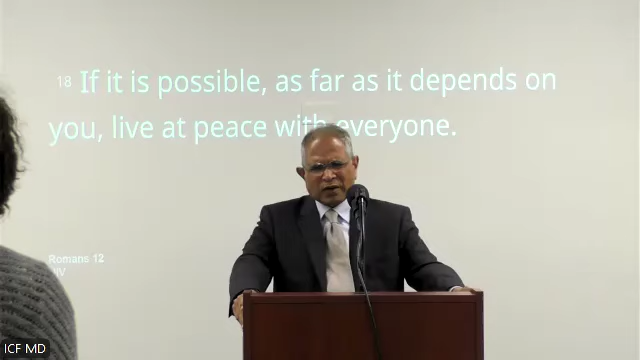 18 If it is possible, as far as it depends on
you, live at peace with everyone.
Romans 12
NIV
ICF MD